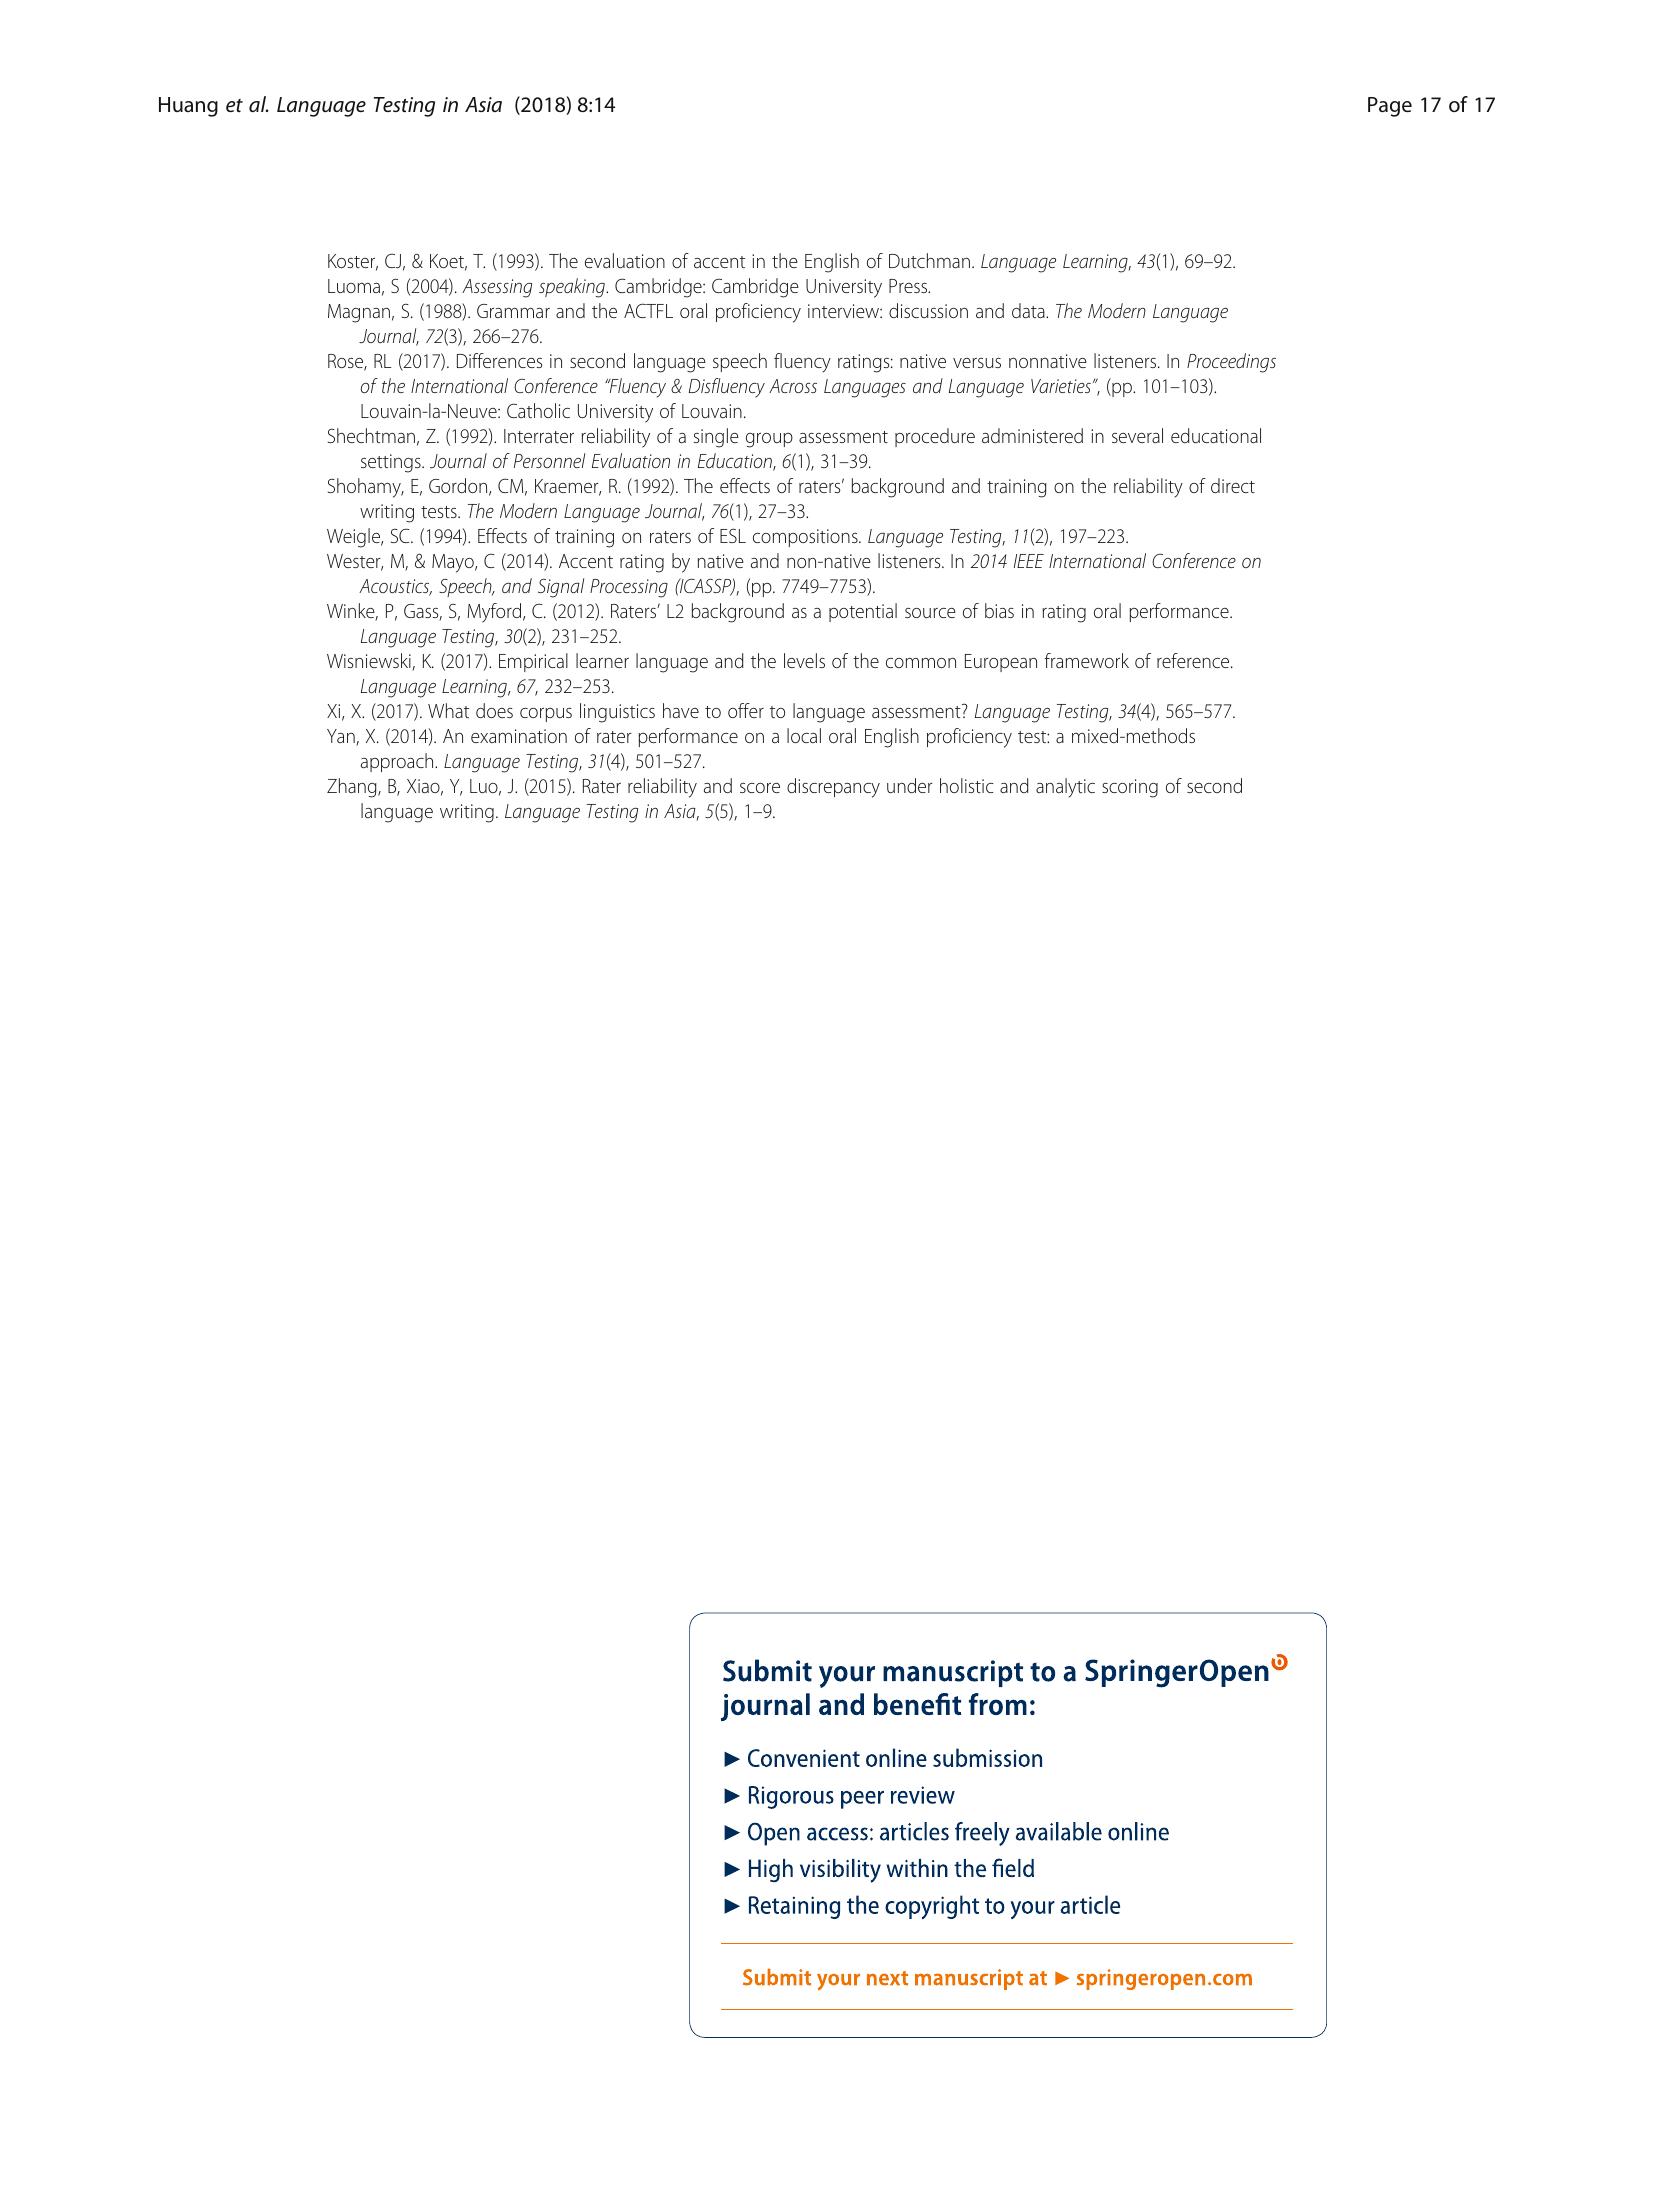 Huang et al. Language Testing in Asia (2018) 8:14
Page 17 of 17
Koster, CJ, & Koet, T. (1993). The evaluation of accent in the English of Dutchman. Language Learning, 43(1), 69–92.
Luoma, S (2004). Assessing speaking. Cambridge: Cambridge University Press.
Magnan, S. (1988). Grammar and the ACTFL oral proficiency interview: discussion and data. The Modern Language
Journal, 72(3), 266–276.
Rose, RL (2017). Differences in second language speech fluency ratings: native versus nonnative listeners. In Proceedings
of the International Conference “Fluency & Disfluency Across Languages and Language Varieties”, (pp. 101–103).
Louvain-la-Neuve: Catholic University of Louvain.
Shechtman, Z. (1992). Interrater reliability of a single group assessment procedure administered in several educational
settings. Journal of Personnel Evaluation in Education, 6(1), 31–39.
Shohamy, E, Gordon, CM, Kraemer, R. (1992). The effects of raters’ background and training on the reliability of direct
writing tests. The Modern Language Journal, 76(1), 27–33.
Weigle, SC. (1994). Effects of training on raters of ESL compositions. Language Testing, 11(2), 197–223.
Wester, M, & Mayo, C (2014). Accent rating by native and non-native listeners. In 2014 IEEE International Conference on
Acoustics, Speech, and Signal Processing (ICASSP), (pp. 7749–7753).
Winke, P, Gass, S, Myford, C. (2012). Raters’ L2 background as a potential source of bias in rating oral performance.
Language Testing, 30(2), 231–252.
Wisniewski, K. (2017). Empirical learner language and the levels of the common European framework of reference.
Language Learning, 67, 232–253.
Xi, X. (2017). What does corpus linguistics have to offer to language assessment? Language Testing, 34(4), 565–577.
Yan, X. (2014). An examination of rater performance on a local oral English proficiency test: a mixed-methods
approach. Language Testing, 31(4), 501–527.
Zhang, B, Xiao, Y, Luo, J. (2015). Rater reliability and score discrepancy under holistic and analytic scoring of second
language writing. Language Testing in Asia, 5(5), 1–9.
Submit your manuscript to a SpringerOpen
journal and benefit from:
► Convenient online submission
► Rigorous peer review
► Open access: articles freely available online
► High visibility within the field
► Retaining the copyright to your article
Submit your next manuscript at ► springeropen.com